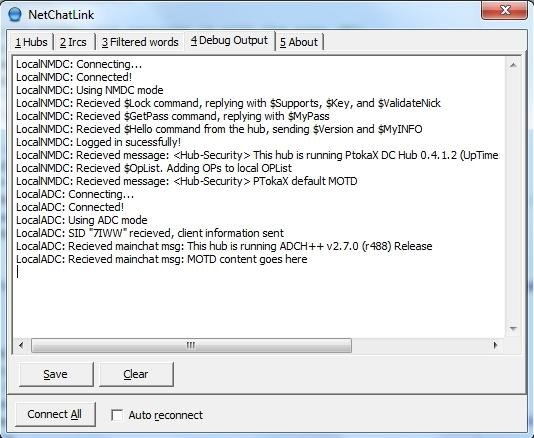 NetChatLink
1 Hubs 2 Ircs 3 Filtered words 4 Debug Output 5 About
LocalNMDC: Connecting...
LocalNMDC: Connected!
LocalNMDC: Using NMDC mode
LocalNMDC: Recieved $Lock command, replying with $Supports, $Key, and $ValidateNick
LocalNMDC: Recieved $GetPass command, replying with $MyPass
LocalNMDC: Recieved $Hello command from the hub, sending $Version and $MyINFO
LocalNMDC: Logged in sucessfully!
LocalNMDC: Recieved message: <Hub-Security> This hub is running PtokaX DC Hub 0.4.1.2 (UpTime
LocalNMDC: Recieved $OpList. Adding OPs to local OPList
LocalNMDC: Recieved message: <Hub-Security> PTokaX default MOTD
LocalADC: Connecting...
LocalADC: Connected!
LocalADC: Using ADC mode
LocalADC: SID "7IWW" recieved, client information sent
LocalADC: Recieved mainchat msg: This hub is running ADCH++ v2.7.0 (r488) Release
LocalADC: Recieved mainchat msg: MOTD content goes here
Save Clear
Connect All Auto reconnect